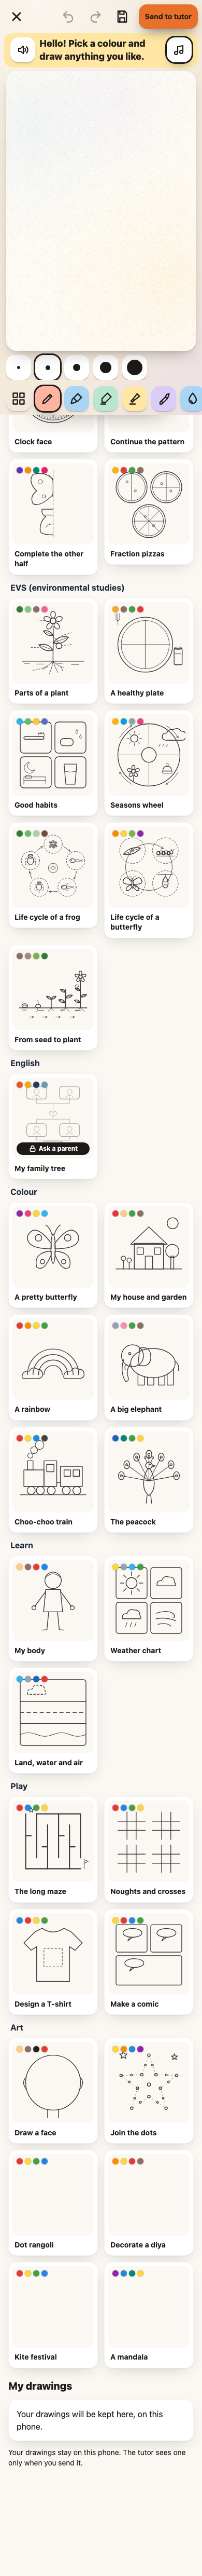 Send to tutor
Hello! Pick a colour and
draw anything you like.
Clock face
Continue the pattern
Complete the other
half
Fraction pizzas
EVS (environmental studies)
Parts of a plant
A healthy plate
Good habits
Seasons wheel
Life cycle of a frog
Life cycle of a
butterfly
From seed to plant
English
Ask a parent
My family tree
Colour
A pretty butterfly
My house and garden
A rainbow
A big elephant
Choo-choo train
The peacock
Learn
My body
Weather chart
Land, water and air
Play
The long maze
Noughts and crosses
Design a T-shirt
Make a comic
Art
Draw a face
Join the dots
Dot rangoli
Decorate a diya
Kite festival
A mandala
My drawings
Your drawings will be kept here, on this
phone.
Your drawings stay on this phone. The tutor sees one
only when you send it.